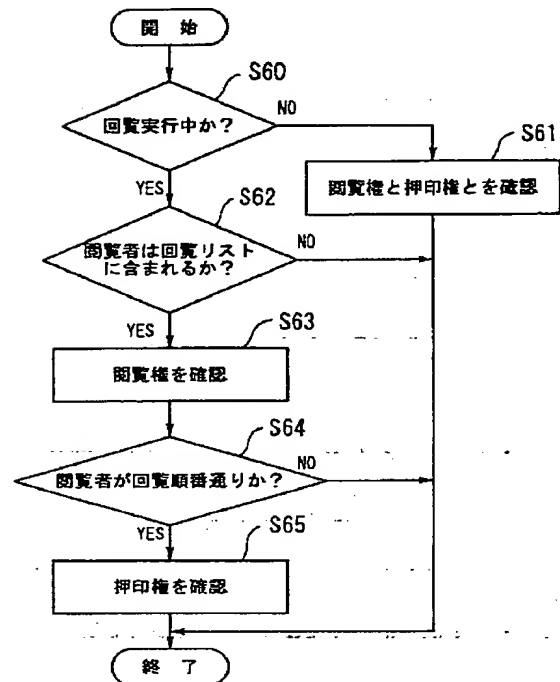 開 始
S60
回覧実行中か?
NO
S61
閲覧権と押印権とを確認
YES
S62
閲覧者は回覧リスト
に含まれるか?
NO
YES
S63
閲覧権を確認
S64
閲覧者が回覧順番通りか?
NO
YES
S65
押印権を確認
終 了